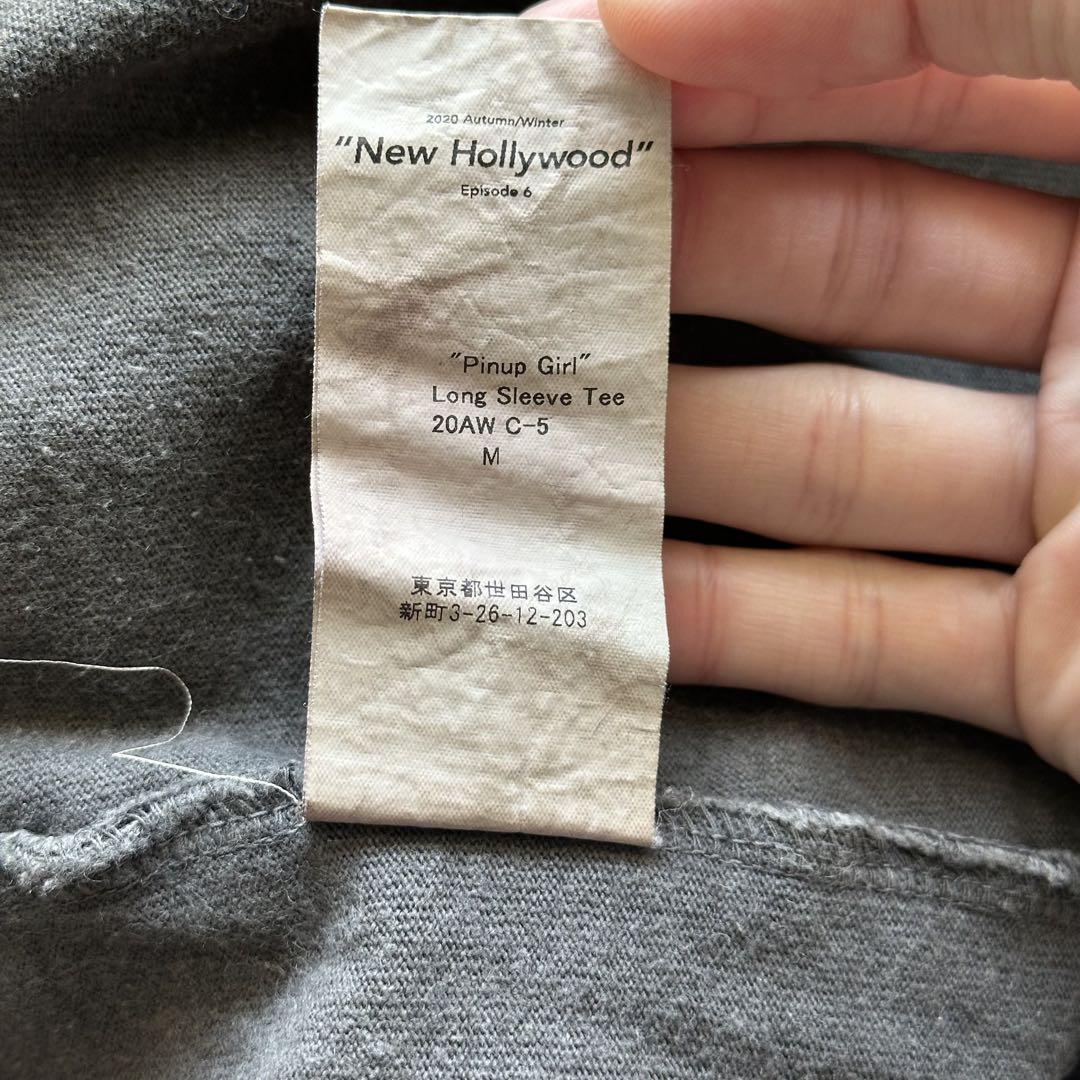 2020 Autumn/Winter
"New Hollywood"
Episode 6
"Pinup Girl"
Long Sleeve Tee
20AW C-5
M
東京都世田谷区
新町3-26-12-203